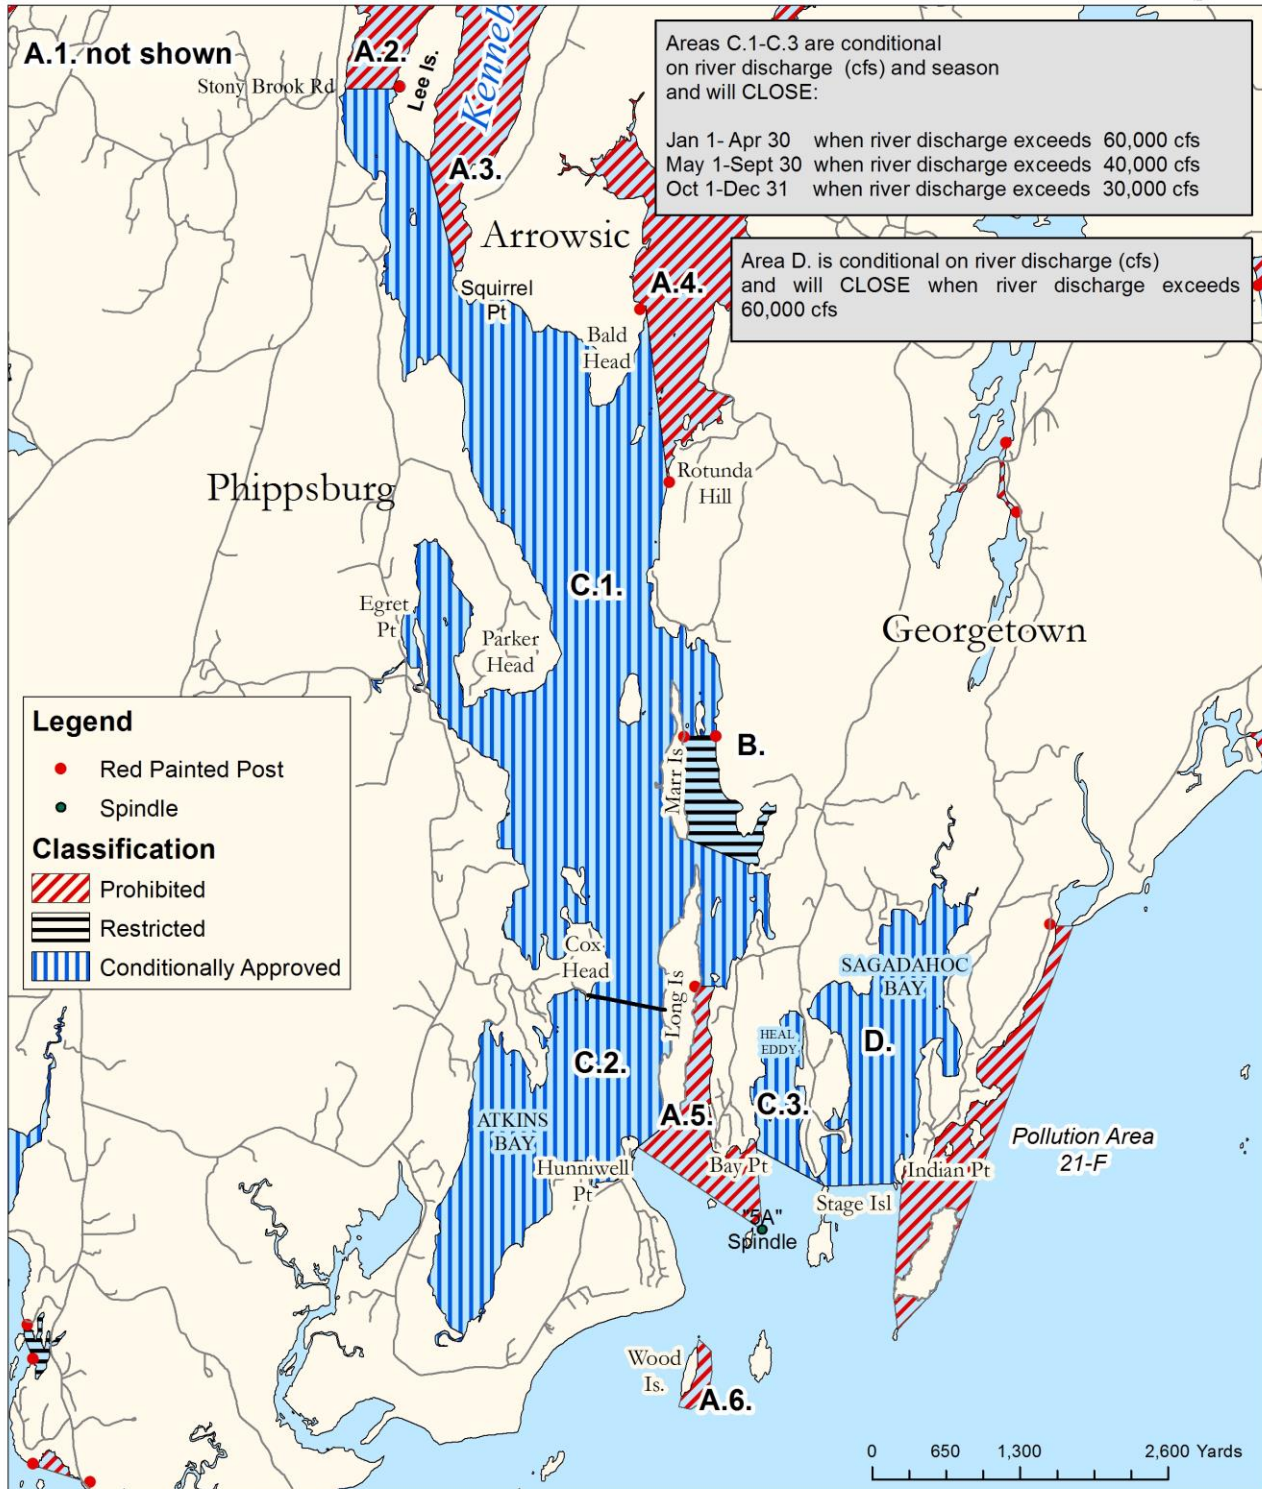 A.1. not shown
A.2.
Lee Is.
Kenneb
Stony Brook Rd
A.3.
Areas C.1-C.3 are conditional
on river discharge (cfs) and season
and will CLOSE:
Jan 1- Apr 30 when river discharge exceeds 60,000 cfs
May 1-Sept 30 when river discharge exceeds 40,000 cfs
Oct 1-Dec 31 when river discharge exceeds 30,000 cfs
Area D. is conditional on river discharge (cfs)
and will CLOSE when river discharge exceeds
60,000 cfs
Arrowsic
A.4.
Squirrel
Pt
Bald
Head
Rotunda
Hill
Phippsburg
C.1.
Egret
Pt
Parker
Head
Georgetown
Legend
Red Painted Post
Spindle
Classification
Prohibited
Restricted
Conditionally Approved
B.
Marr Is
Cox
Head
Long Is
SAGADAHOC
BAY
HEAL
EDDY
D.
C.2.
C.3.
A.5.
ATKINS
BAY
Hunniwell
Pt
Bay Pt
Indian Pt
Pollution Area
21-F
Stage Isl
"5A"
Spindle
Wood
Is.
A.6.
0 650 1,300 2,600 Yards